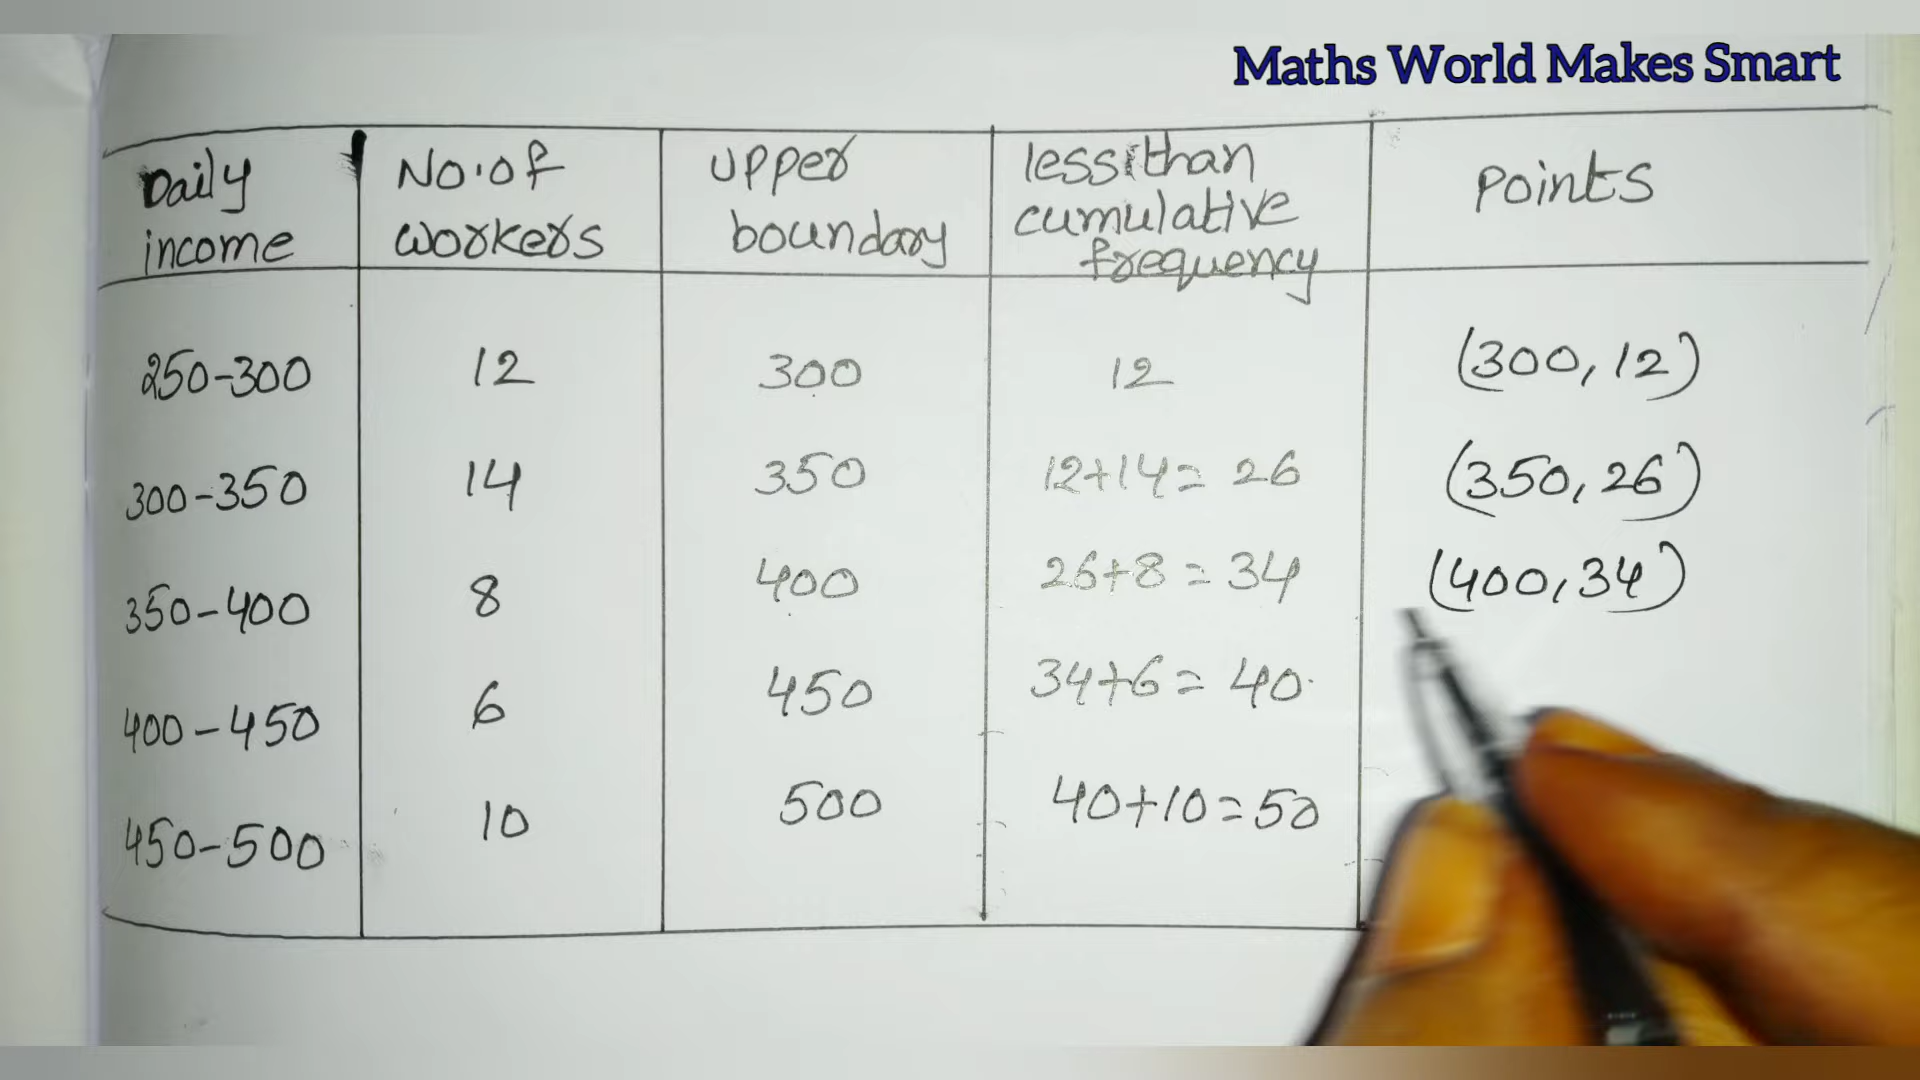 Maths World Makes Smart
Daily income
No. of workers
upper boundary
less than cumulative frequency
Points
250-300 12 300 12 (300, 12)
300-350 14 350 12+14= 26 (350, 26)
350-400 8 400 26+8 = 34 (400, 34)
400-450 6 450 34+6= 40
450-500 10 500 40+10=50